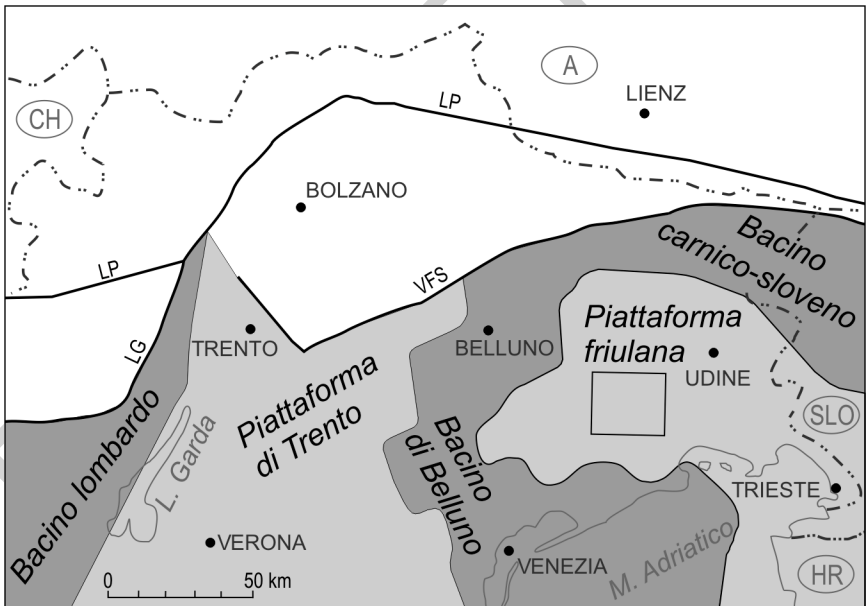 A
LIENZ
LP
CH
BOLZANO
Bacino
carnico-sloveno
LP
VFS
Piattaforma
friulana
LG
TRENTO
BELLUNO
UDINE
Piattaforma
di Trento
SLO
Bacino lombardo
L. Garda
Bacino
di Belluno
TRIESTE
VERONA
VENEZIA
M. Adriatico
HR
0 50 km